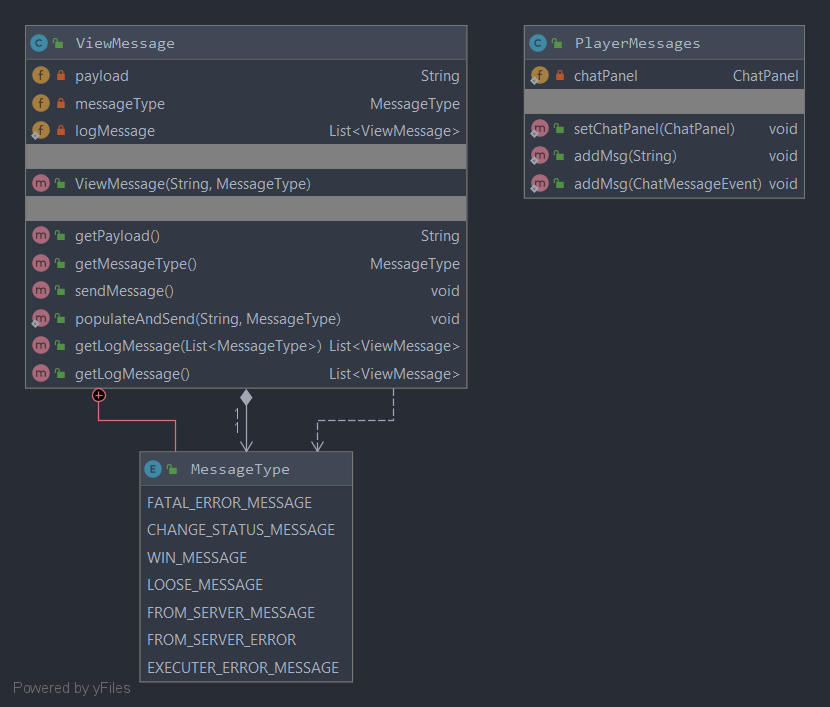 C ViewMessage
f payload String
f messageType MessageType
f logMessage List<ViewMessage>
m ViewMessage(String, MessageType)
m getPayload() String
m getMessageType() MessageType
m sendMessage() void
m populateAndSend(String, MessageType) void
m getLogMessage(List<MessageType>) List<ViewMessage>
m getLogMessage() List<ViewMessage>
C PlayerMessages
f chatPanel ChatPanel
m setChatPanel(ChatPanel) void
m addMsg(String) void
m addMsg(ChatMessageEvent) void
1
1
E MessageType
FATAL_ERROR_MESSAGE
CHANGE_STATUS_MESSAGE
WIN_MESSAGE
LOOSE_MESSAGE
FROM_SERVER_MESSAGE
FROM_SERVER_ERROR
EXECUTER_ERROR_MESSAGE
Powered by yFiles